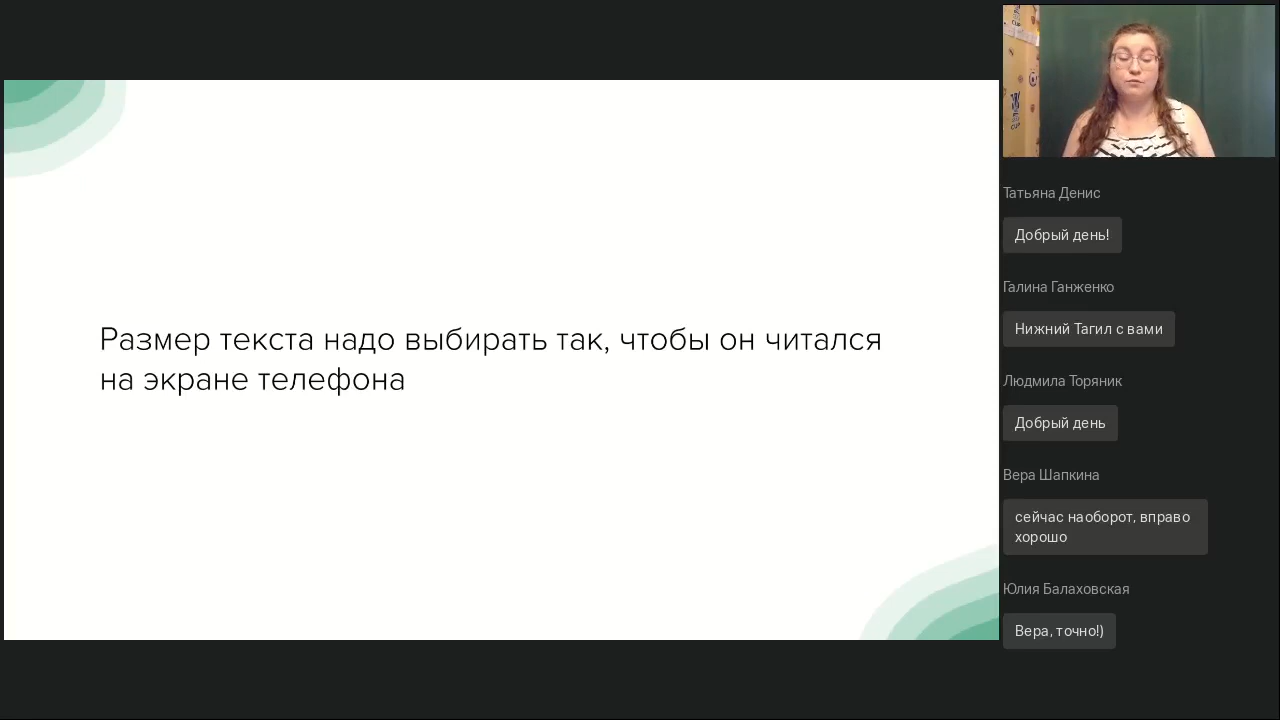 Размер текста надо выбирать так, чтобы он читался
на экране телефона
Татьяна Денис
Добрый день!
Галина Ганженко
Нижний Тагил с вами
Людмила Торяник
Добрый день
Вера Шапкина
сейчас наоборот, вправо
хорошо
Юлия Балаховская
Вера, точно!)